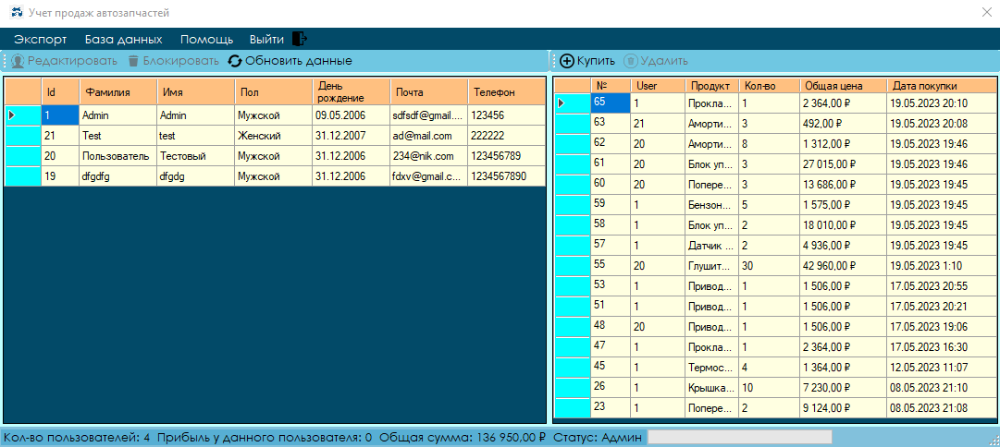 Учет продаж автозапчастей
Экспорт База данных Помощь Выйти
Редактировать Блокировать Обновить данные
Id Фамилия Имя Пол День рождение Почта Телефон
1 Admin Admin Мужской 09.05.2006 sdfsdf@gmail.... 123456
21 Test test Женский 31.12.2007 ad@mail.com 222222
20 Пользователь Тестовый Мужской 31.12.2006 234@nik.com 123456789
19 dfgdfg dfgdg Мужской 31.12.2006 fdxv@gmail.c... 1234567890
Купить Удалить
№ User Продукт Кол-во Общая цена Дата покупки
65 1 Прокла... 1 2 364,00 ₽ 19.05.2023 20:10
63 21 Аморти... 3 492,00 ₽ 19.05.2023 20:08
62 20 Аморти... 8 1 312,00 ₽ 19.05.2023 19:46
61 20 Блок уп... 3 27 015,00 ₽ 19.05.2023 19:46
60 20 Попере... 3 13 686,00 ₽ 19.05.2023 19:45
59 1 Бензон... 5 1 575,00 ₽ 19.05.2023 19:45
58 1 Блок уп... 2 18 010,00 ₽ 19.05.2023 19:45
57 1 Датчик ... 2 4 936,00 ₽ 19.05.2023 19:45
55 20 Глушит... 30 42 960,00 ₽ 19.05.2023 1:10
53 1 Привод... 1 1 506,00 ₽ 17.05.2023 20:55
51 1 Привод... 1 1 506,00 ₽ 17.05.2023 20:21
48 20 Привод... 1 1 506,00 ₽ 17.05.2023 19:06
47 1 Прокла... 1 2 364,00 ₽ 17.05.2023 16:30
45 1 Термос... 4 1 364,00 ₽ 12.05.2023 11:07
26 1 Крышка... 10 7 230,00 ₽ 08.05.2023 21:10
23 1 Попере... 2 9 124,00 ₽ 08.05.2023 21:08
Кол-во пользователей: 4 Прибыль у данного пользователя: 0 Общая сумма: 136 950,00 ₽ Статус: Админ